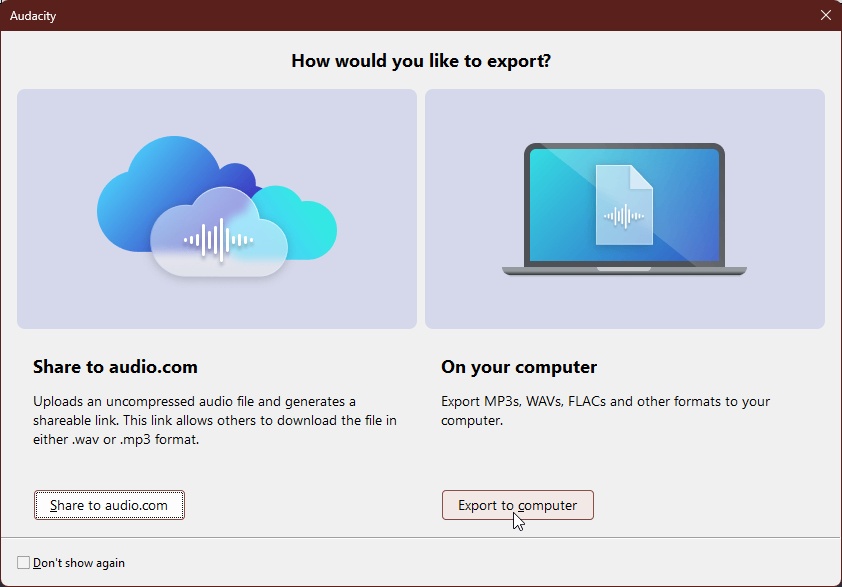 Audacity
How would you like to export?
Share to audio.com
Uploads an uncompressed audio file and generates a
shareable link. This link allows others to download the file in
either .wav or .mp3 format.
Share to audio.com
On your computer
Export MP3s, WAVs, FLACs and other formats to your
computer.
Export to computer
Don't show again